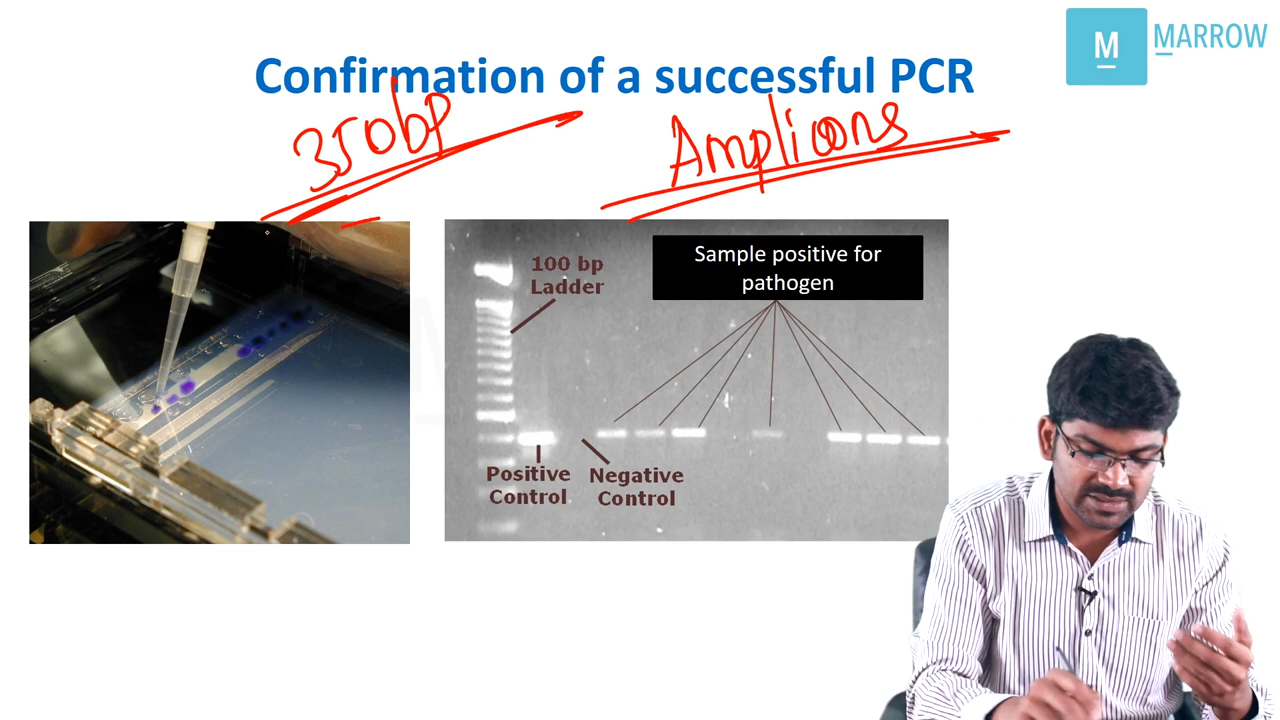 M MARROW
Confirmation of a successful PCR
350bp
Amplicons
100 bp
Ladder
Sample positive for
pathogen
Positive
Control
Negative
Control